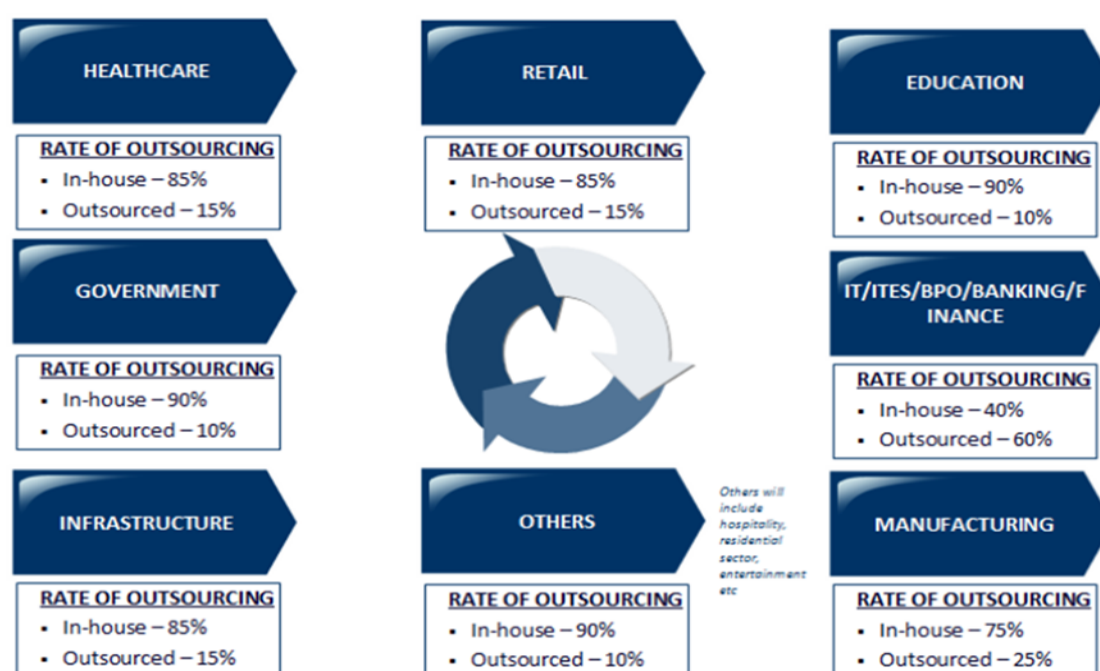 HEALTHCARE
RATE OF OUTSOURCING
▪ In-house – 85%
▪ Outsourced – 15%
RETAIL
RATE OF OUTSOURCING
▪ In-house – 85%
▪ Outsourced – 15%
EDUCATION
RATE OF OUTSOURCING
▪ In-house – 90%
▪ Outsourced – 10%
GOVERNMENT
RATE OF OUTSOURCING
▪ In-house – 90%
▪ Outsourced – 10%
IT/ITES/BPO/BANKING/F
INANCE
RATE OF OUTSOURCING
▪ In-house – 40%
▪ Outsourced – 60%
INFRASTRUCTURE
RATE OF OUTSOURCING
▪ In-house – 85%
▪ Outsourced – 15%
OTHERS
RATE OF OUTSOURCING
▪ In-house – 90%
▪ Outsourced – 10%
Others will
include
hospitality,
residential
sector,
entertainment
etc
MANUFACTURING
RATE OF OUTSOURCING
▪ In-house – 75%
▪ Outsourced – 25%